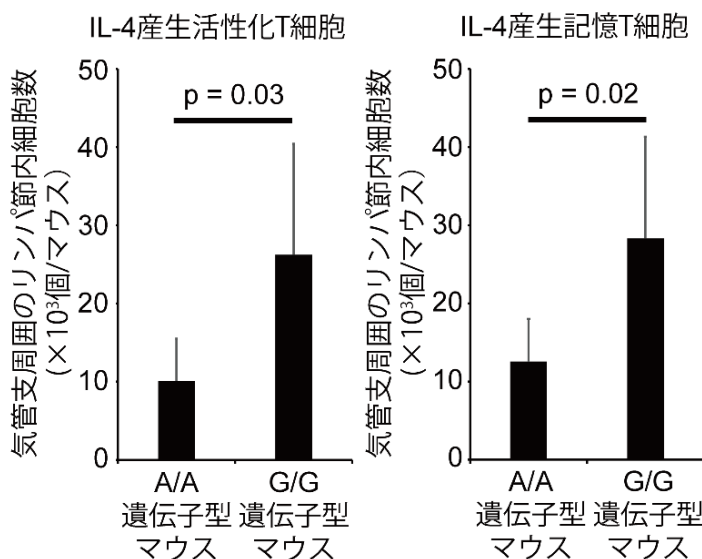 IL-4産生活性化T細胞
気管支周囲のリンパ節内細胞数
(×10³個/マウス)
50
40
30
20
10
0
p = 0.03
A/A
遺伝子型
マウス
G/G
遺伝子型
マウス
IL-4産生記憶T細胞
気管支周囲のリンパ節内細胞数
(×10³個/マウス)
50
40
30
20
10
0
p = 0.02
A/A
遺伝子型
マウス
G/G
遺伝子型
マウス